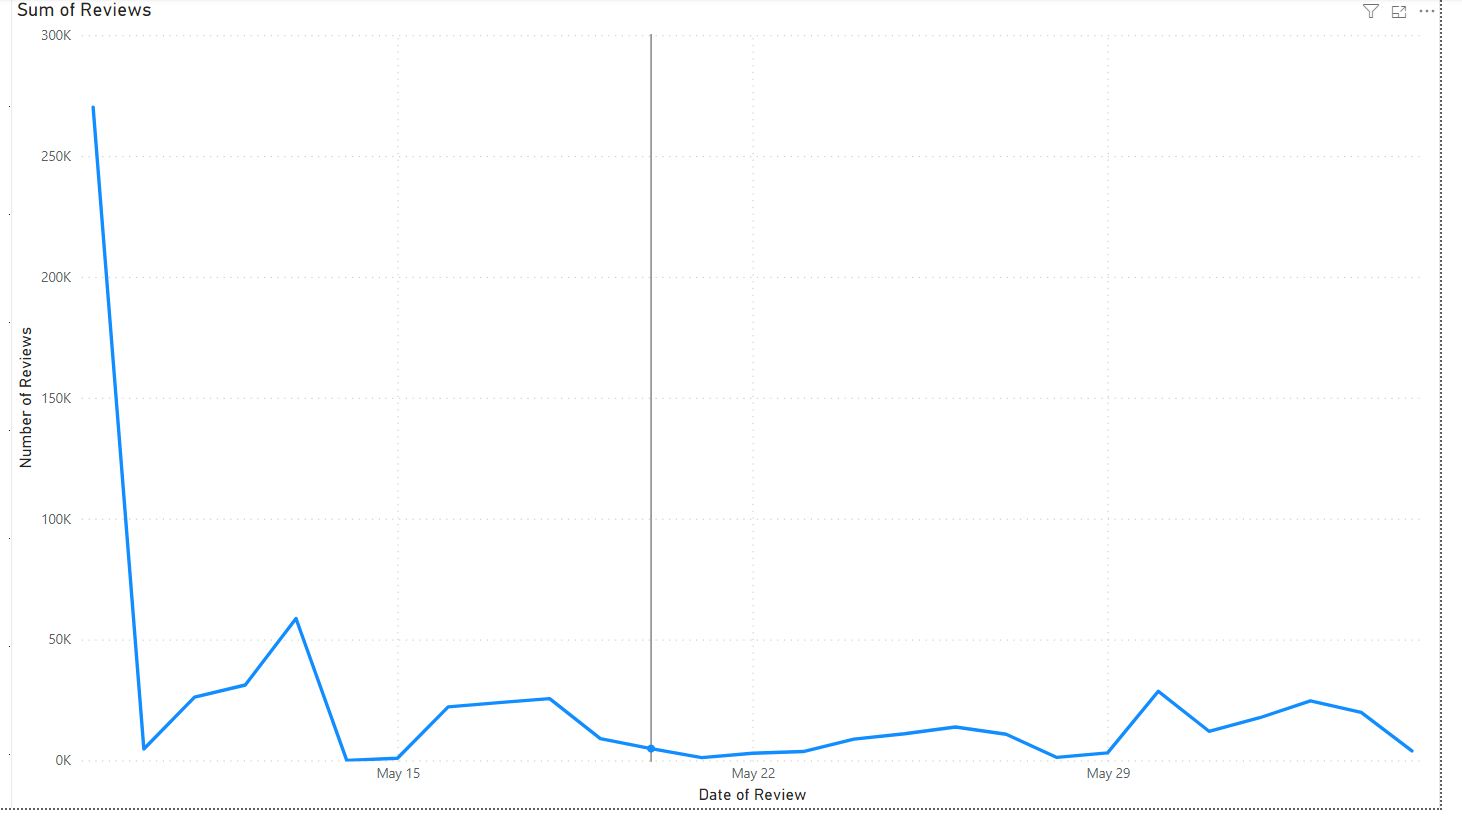 Sum of Reviews
300K
250K
200K
150K
100K
50K
0K
Number of Reviews
May 15
May 22
May 29
Date of Review